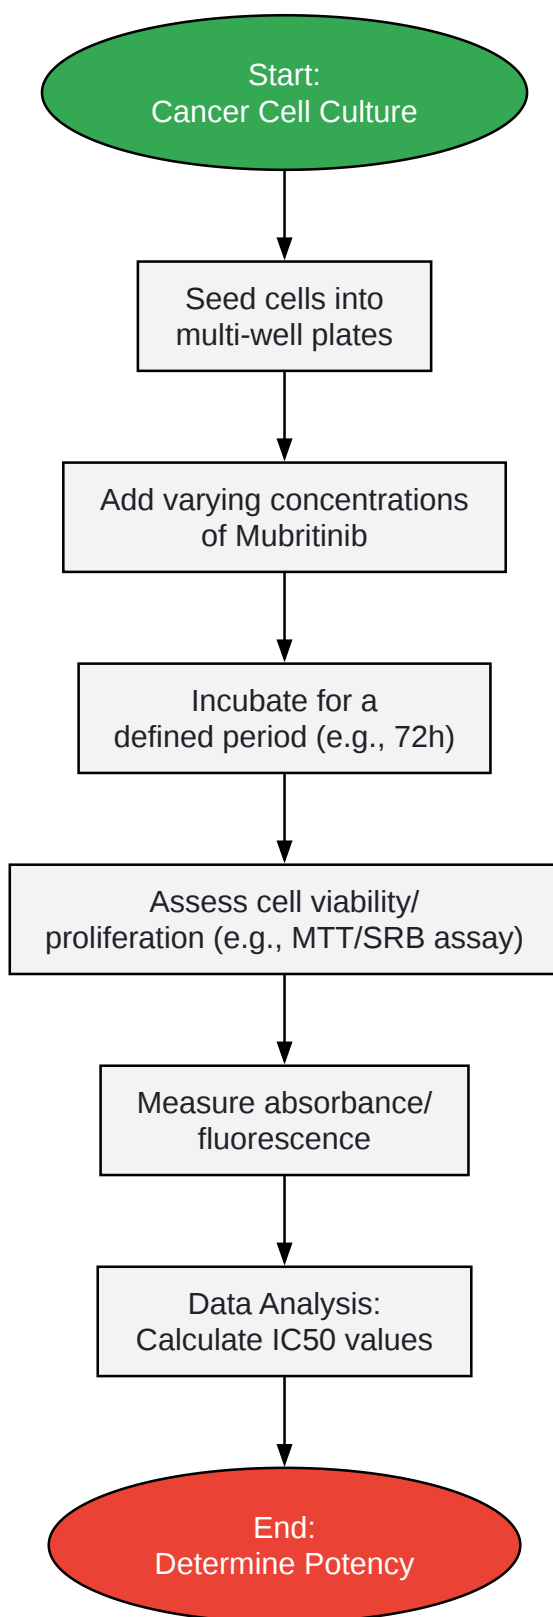 Start:
Cancer Cell Culture
Seed cells into
multi-well plates
Add varying concentrations
of Mubritinib
Incubate for a
defined period (e.g., 72h)
Assess cell viability/
proliferation (e.g., MTT/SRB assay)
Measure absorbance/
fluorescence
Data Analysis:
Calculate IC50 values
End:
Determine Potency